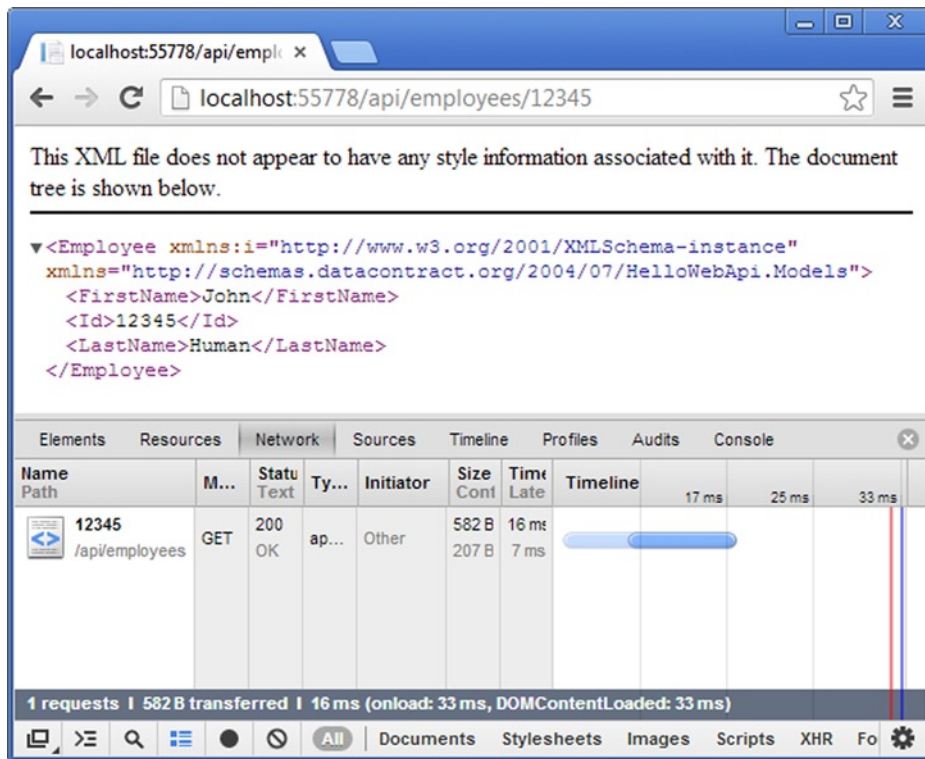 localhost:55778/api/emplo
localhost:55778/api/employees/12345
This XML file does not appear to have any style information associated with it. The document
tree is shown below.
▼<Employee xmlns:i="http://www.w3.org/2001/XMLSchema-instance"
xmlns="http://schemas.datacontract.org/2004/07/HelloWebApi.Models">
<FirstName>John</FirstName>
<Id>12345</Id>
<LastName>Human</LastName>
</Employee>
Elements Resources Network Sources Timeline Profiles Audits Console
Name M... Statu Ty... Initiator Size Time Timeline
Path Text Cont Late 17 ms 25 ms 33 ms
12345 GET 200 ap... Other 582 B 16 ms
/api/employees OK 207 B 7 ms
1 requests I 582 B transferred I 16 ms (onload: 33 ms, DOMContentLoaded: 33 ms)
All Documents Stylesheets Images Scripts XHR Fo